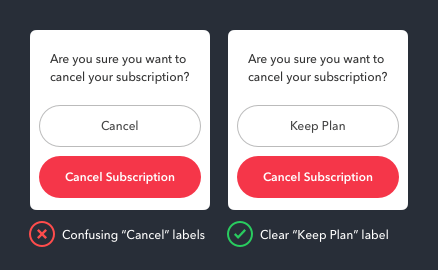 Are you sure you want to
cancel your subscription?
Cancel
Cancel Subscription
Confusing “Cancel” labels
Are you sure you want to
cancel your subscription?
Keep Plan
Cancel Subscription
Clear “Keep Plan” label